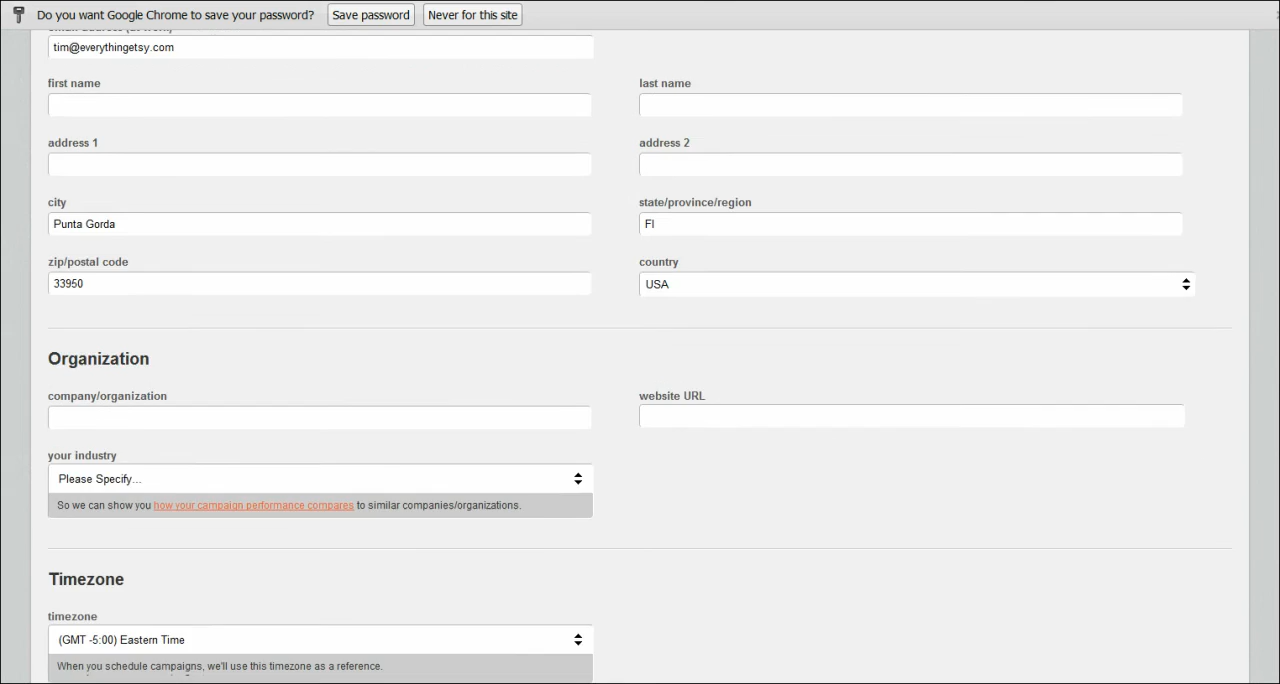 Do you want Google Chrome to save your password? Save password Never for this site
tim@everythingetsy.com
first name last name
address 1 address 2
city state/province/region
Punta Gorda Fl
zip/postal code country
33950 USA
Organization
company/organization website URL
your industry
Please Specify...
So we can show you how your campaign performance compares to similar companies/organizations.
Timezone
timezone
(GMT -5:00) Eastern Time
When you schedule campaigns, we'll use this timezone as a reference.